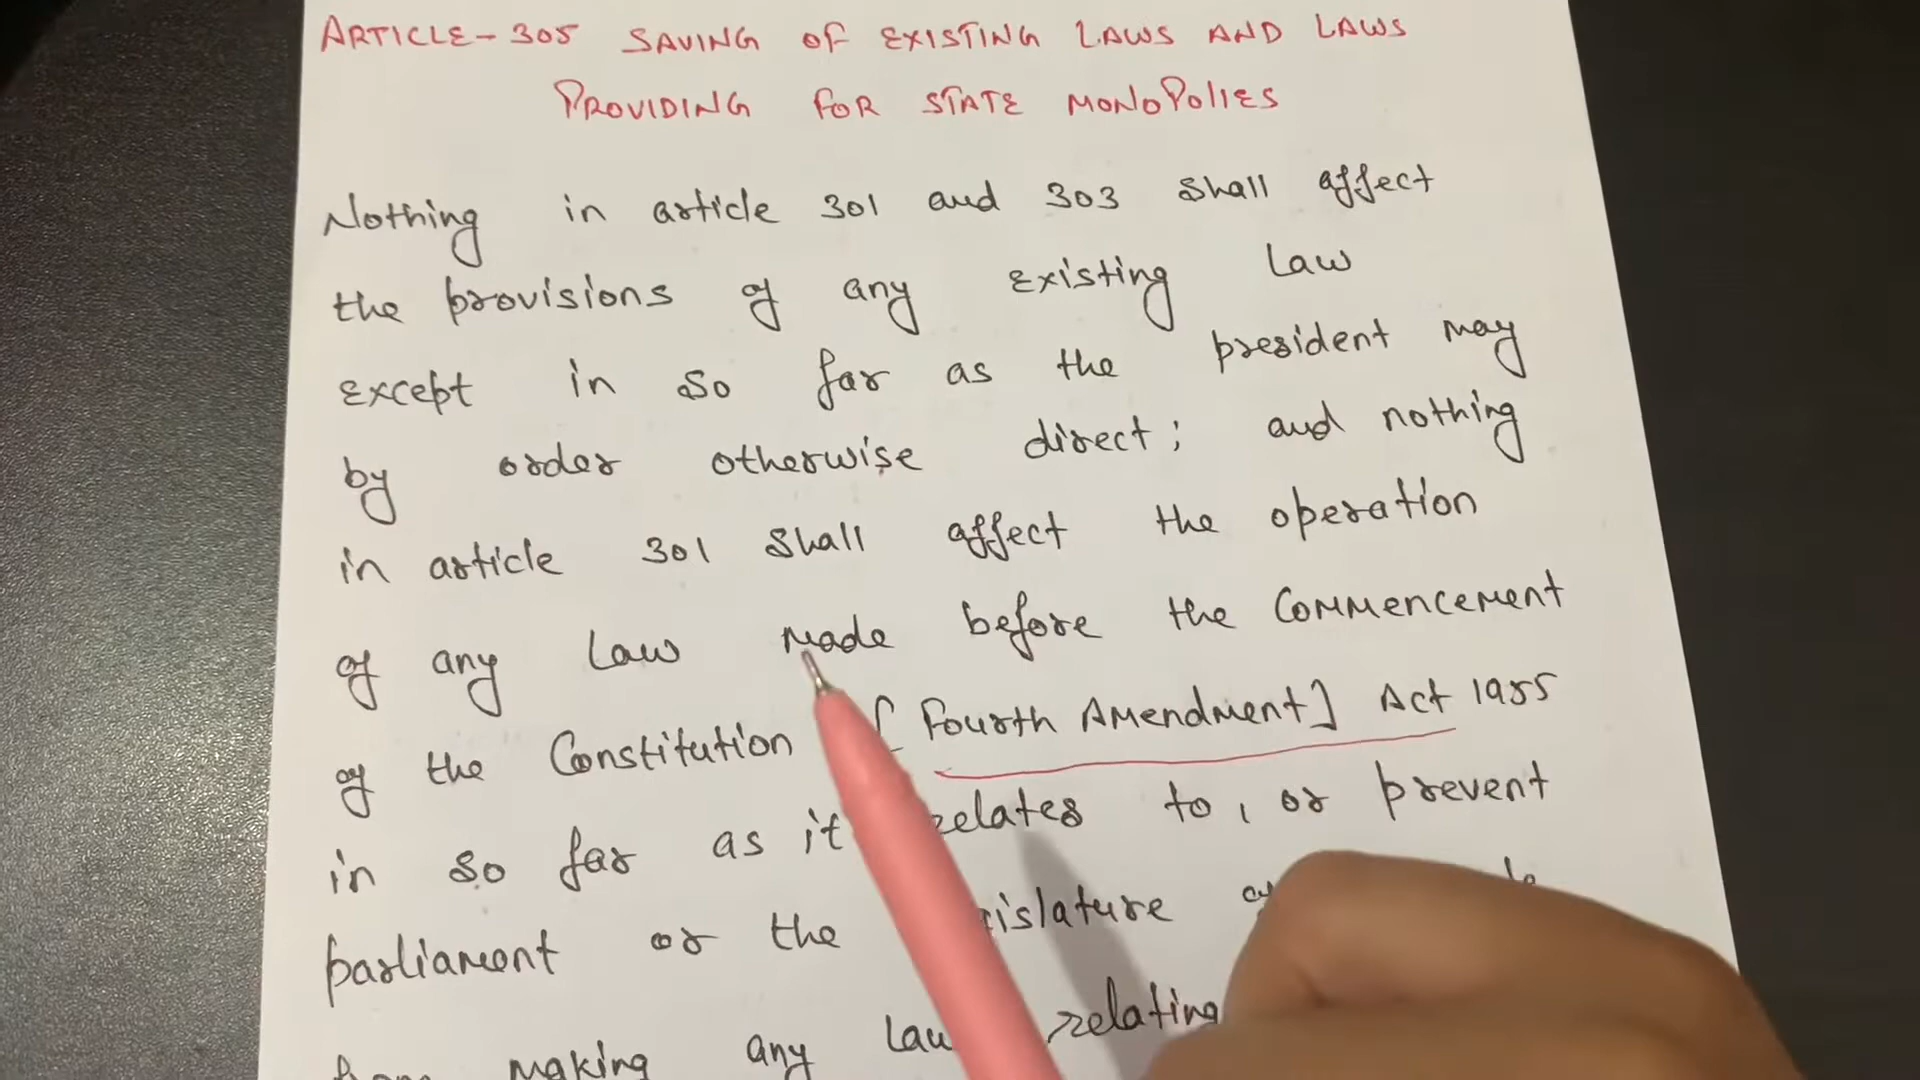 ARTICLE-305 SAVING OF EXISTING LAWS AND LAWS
PROVIDING FOR STATE MONOPOLIES
Nothing in article 301 and 303 shall affect
the provisions of any existing law
except in so far as the president may
by order otherwise direct; and nothing
in article 301 shall affect the operation
of any law made before the commencement
of the Constitution [Fourth Amendment] Act 1955
in so far as it relates to, or prevent
parliament or the
making any law relating